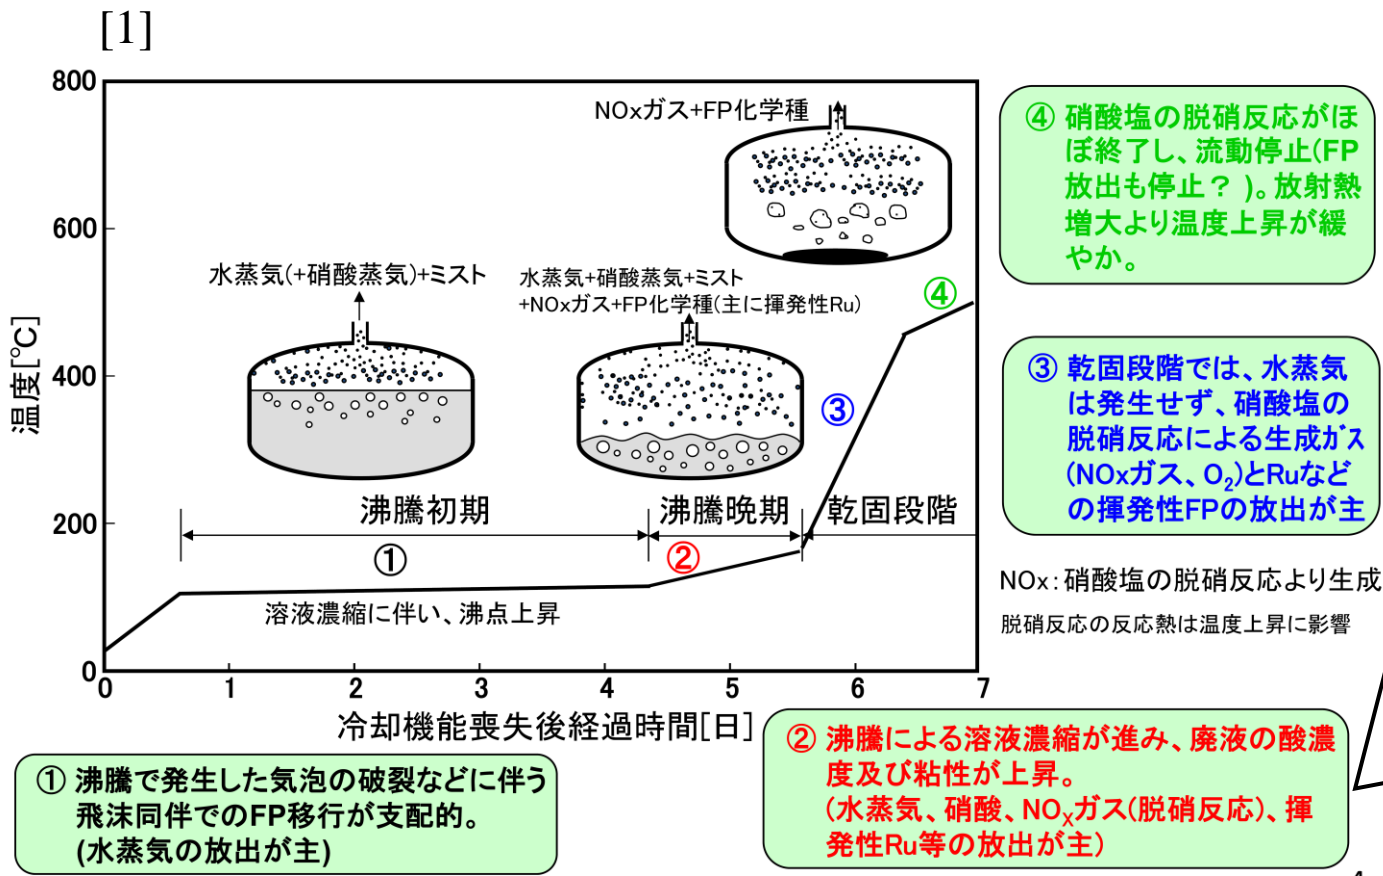 [1]
800
600
400
200
0
温度[℃]
0
1
2
3
4
5
6
7
冷却機能喪失後経過時間[日]
水蒸気(+硝酸蒸気)+ミスト
水蒸気+硝酸蒸気+ミスト
+NOxガス+FP化学種(主に揮発性Ru)
NOxガス+FP化学種
沸騰初期
沸騰晩期
乾固段階
①
②
③
④
溶液濃縮に伴い、沸点上昇
④ 硝酸塩の脱硝反応がほ
ぼ終了し、流動停止(FP
放出も停止？ )。放射熱
増大より温度上昇が緩
やか。
③ 乾固段階では、水蒸気
は発生せず、硝酸塩の
脱硝反応による生成ガス
(NOxガス、O₂)とRuなど
の揮発性FPの放出が主
NOx：硝酸塩の脱硝反応より生成
脱硝反応の反応熱は温度上昇に影響
② 沸騰による溶液濃縮が進み、廃液の酸濃
度及び粘性が上昇。
(水蒸気、硝酸、NOₓガス(脱硝反応)、揮
発性Ru等の放出が主)
① 沸騰で発生した気泡の破裂などに伴う
飛沫同伴でのFP移行が支配的。
(水蒸気の放出が主)